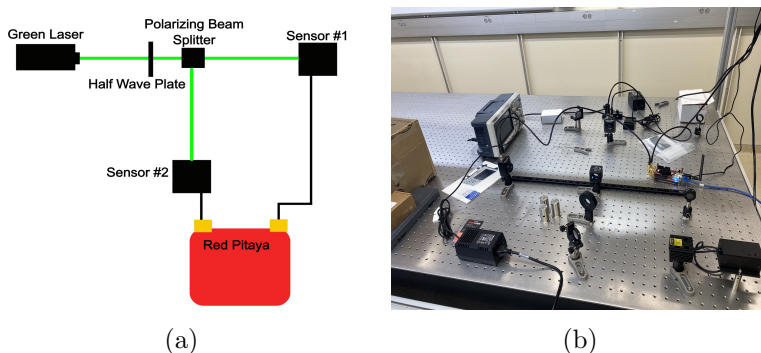 Green Laser
Polarizing Beam
Splitter
Sensor #1
Half Wave Plate
Sensor #2
Red Pitaya
(a)
(b)